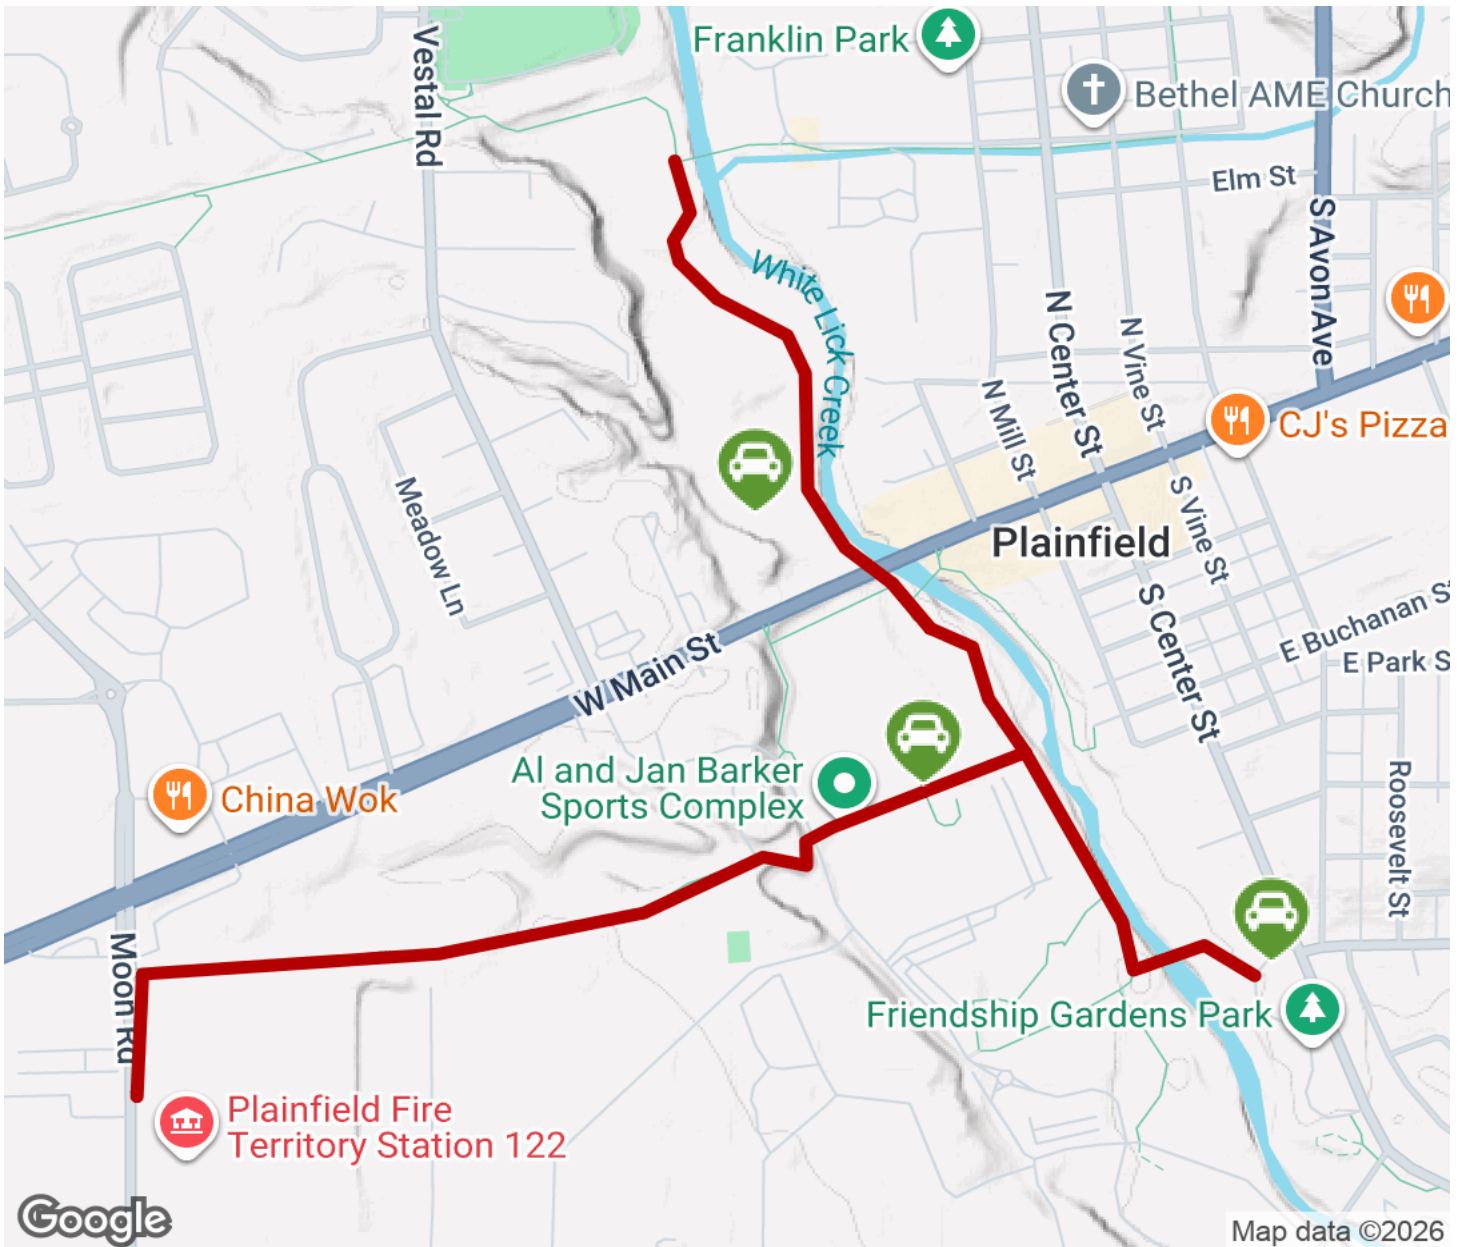 Franklin Park
Bethel AME Church
Vestal Rd
Elm St
S Avon Ave
White Lick Creek
N Center St
N Vine St
N Mill St
CJ's Pizza
Meadow Ln
Plainfield
S Vine St
S Center St
E Buchanan S
E Park S
W Main St
Al and Jan Barker
Sports Complex
China Wok
Roosevelt St
Moon Rd
Friendship Gardens Park
Plainfield Fire
Territory Station 122
Google
Map data ©2026